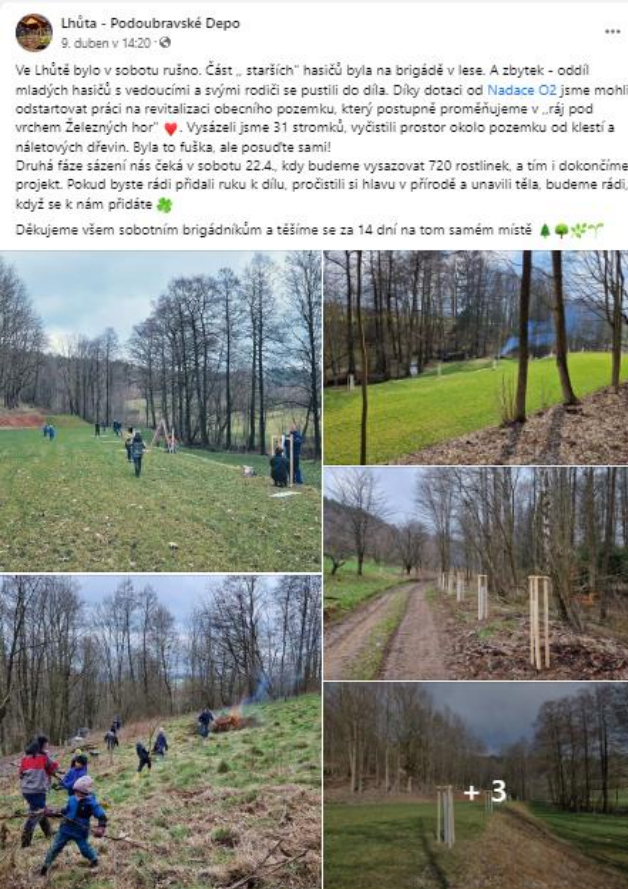 Lhůta - Podoubravské Depo
9. duben v 14:20 ·
Ve Lhůtě bylo v sobotu rušno. Část ,, starších" hasičů byla na brigádě v lese. A zbytek - oddíl
mladých hasičů s vedoucími a svými rodiči se pustili do díla. Díky dotaci od Nadace O2 jsme mohli
odstartovat práci na revitalizaci obecního pozemku, který postupně proměňujeme v ,,ráj pod
vrchem Železných hor" ❤️. Vysázeli jsme 31 stromků, vyčistili prostor okolo pozemku od klestí a
náletových dřevin. Byla to fuška, ale posuďte sami!
Druhá fáze sázení nás čeká v sobotu 22.4., kdy budeme vysazovat 720 rostlinek, a tím i dokončíme
projekt. Pokud byste rádi přidali ruku k dílu, pročistili si hlavu v přírodě a unavili těla, budeme rádi,
když se k nám přidáte 🍀
Děkujeme všem sobotním brigádníkům a těšíme se za 14 dní na tom samém místě 🌲🌳🌿🌱
+ 3